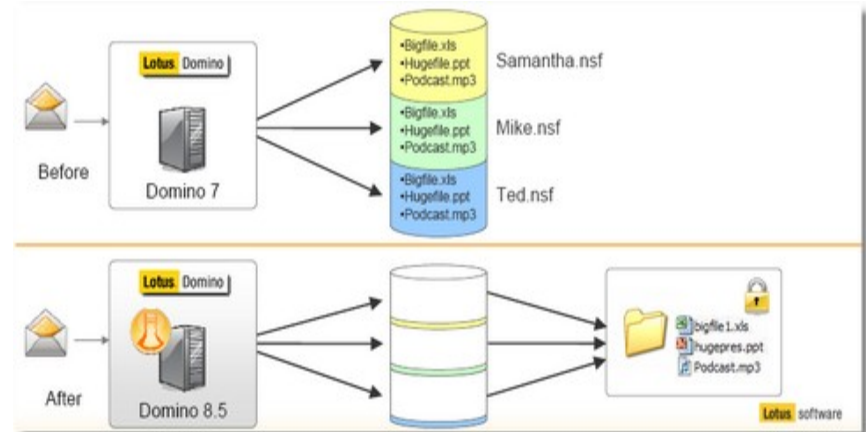 Lotus Domino
•Bigfile.xls
•Hugefile.ppt
•Podcast.mp3
Samantha.nsf
•Bigfile.xls
•Hugefile.ppt
•Podcast.mp3
Mike.nsf
Before
Domino 7
•Bigfile.xls
•Hugefile.ppt
•Podcast.mp3
Ted.nsf
Lotus Domino
bigfile1.xls
hugepres.ppt
Podcast.mp3
After
Domino 8.5
Lotus software